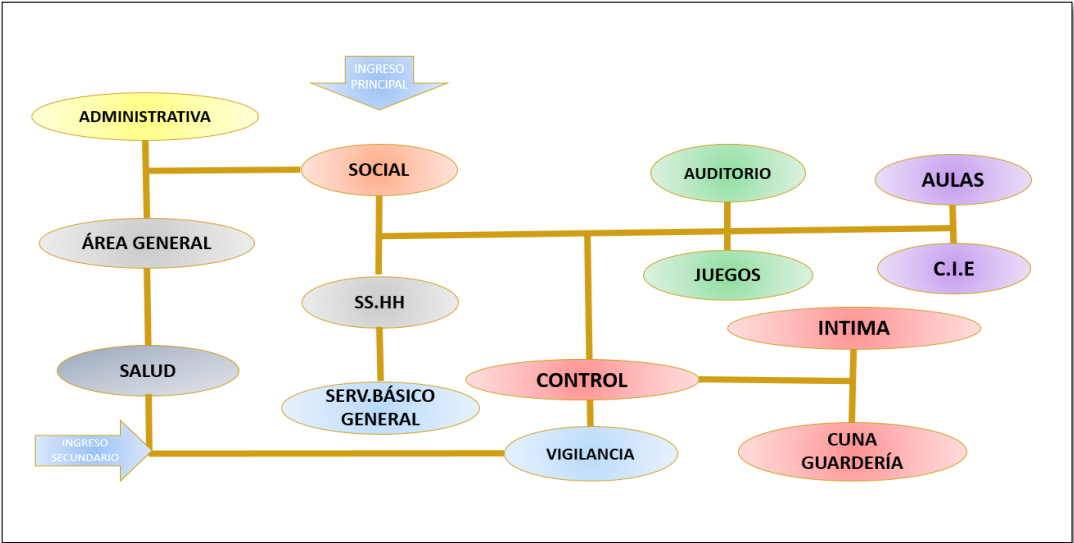 INGRESO
PRINCIPAL
ADMINISTRATIVA
SOCIAL
AUDITORIO
AULAS
ÁREA GENERAL
JUEGOS
C.I.E
SS.HH
INTIMA
SALUD
CONTROL
SERV.BÁSICO
GENERAL
INGRESO
SECUNDARIO
VIGILANCIA
CUNA
GUARDERÍA